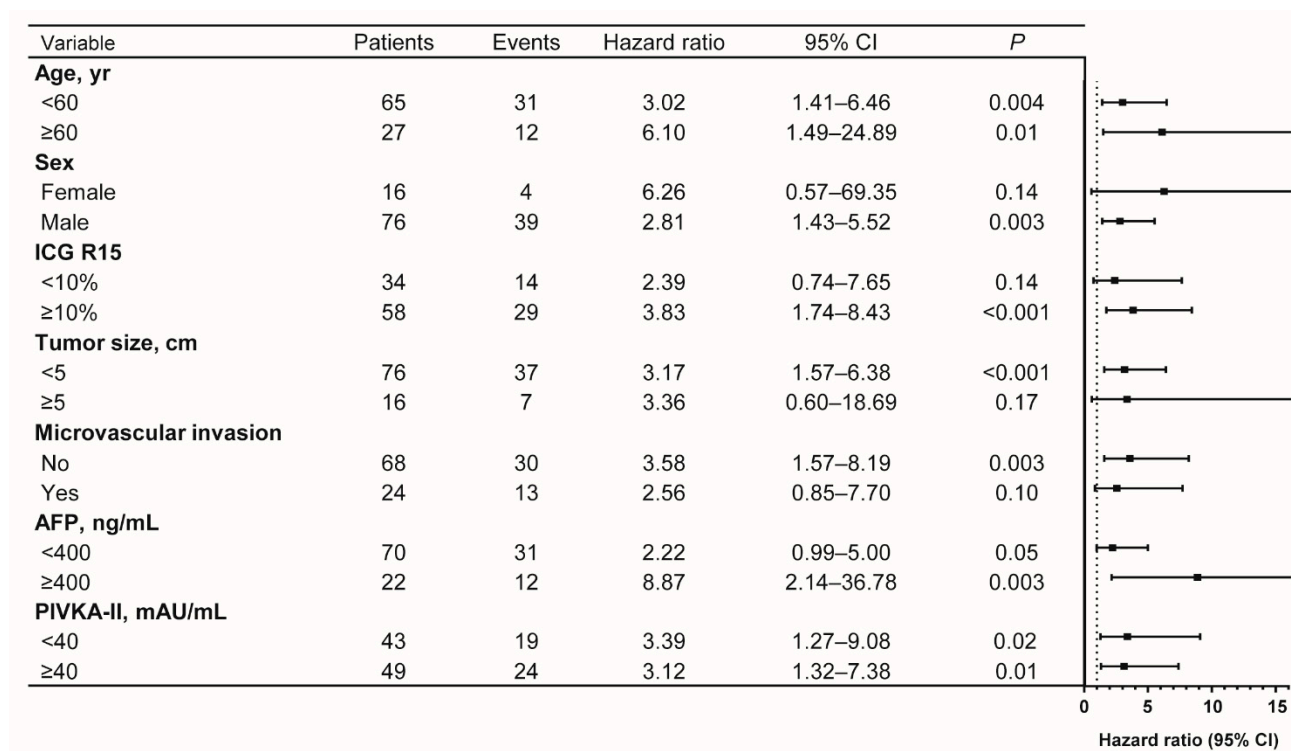 Variable Patients Events Hazard ratio 95% CI P
Age, yr
<60 65 31 3.02 1.41–6.46 0.004
≥60 27 12 6.10 1.49–24.89 0.01
Sex
Female 16 4 6.26 0.57–69.35 0.14
Male 76 39 2.81 1.43–5.52 0.003
ICG R15
<10% 34 14 2.39 0.74–7.65 0.14
≥10% 58 29 3.83 1.74–8.43 <0.001
Tumor size, cm
<5 76 37 3.17 1.57–6.38 <0.001
≥5 16 7 3.36 0.60–18.69 0.17
Microvascular invasion
No 68 30 3.58 1.57–8.19 0.003
Yes 24 13 2.56 0.85–7.70 0.10
AFP, ng/mL
<400 70 31 2.22 0.99–5.00 0.05
≥400 22 12 8.87 2.14–36.78 0.003
PIVKA-II, mAU/mL
<40 43 19 3.39 1.27–9.08 0.02
≥40 49 24 3.12 1.32–7.38 0.01
0 5 10 15
Hazard ratio (95% CI)